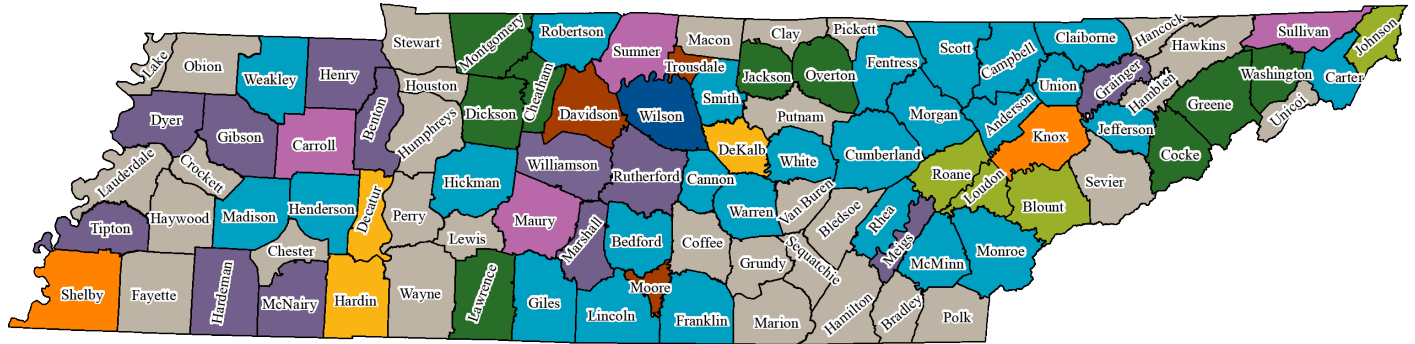 Lake
Obion
Weakley
Henry
Stewart
Montgomery
Robertson
Sumner
Macon
Clay
Pickett
Fentress
Scott
Campbell
Claiborne
Hancock
Hawkins
Sullivan
Johnson
Houston
Dickson
Cheatham
Davidson
Trousdale
Wilson
Smith
Jackson
Overton
Morgan
Anderson
Union
Grainger
Hamblen
Greene
Washington
Carter
Unicoi
Dyer
Gibson
Carroll
Benton
Humphreys
DeKalb
Putnam
White
Cumberland
Roane
Knox
Jefferson
Cocke
Lauderdale
Crockett
Hickman
Williamson
Rutherford
Cannon
Loudon
Blount
Sevier
Tipton
Haywood
Madison
Henderson
Decatur
Perry
Lewis
Maury
Marshall
Bedford
Coffee
Warren
Van Buren
Bledsoe
Rhea
Meigs
McMinn
Monroe
Chester
Shelby
Fayette
Hardeman
McNairy
Hardin
Wayne
Lawrence
Giles
Lincoln
Moore
Franklin
Grundy
Sequatchie
Marion
Hamilton
Bradley
Polk